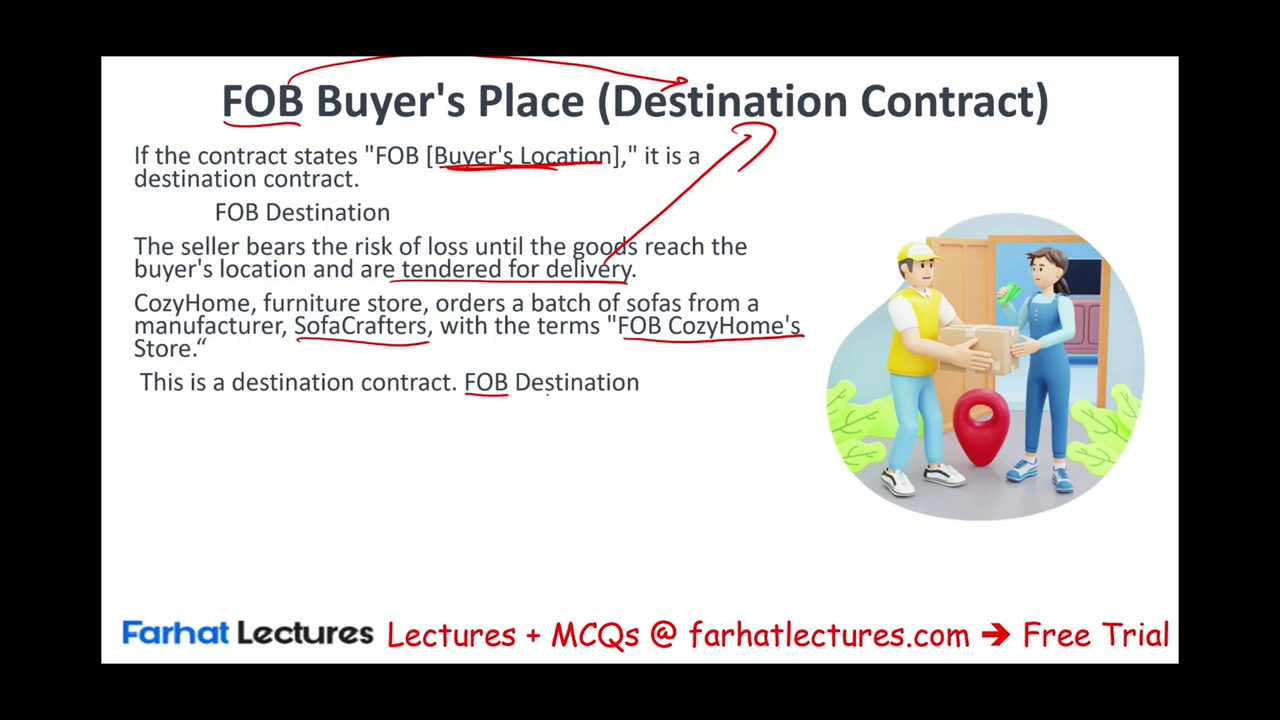 FOB Buyer's Place (Destination Contract)
If the contract states "FOB [Buyer's Location]," it is a
destination contract.
FOB Destination
The seller bears the risk of loss until the goods reach the
buyer's location and are tendered for delivery.
CozyHome, furniture store, orders a batch of sofas from a
manufacturer, SofaCrafters, with the terms "FOB CozyHome's
Store.“
This is a destination contract. FOB Destination
Farhat Lectures Lectures + MCQs @ farhatlectures.com ➔ Free Trial